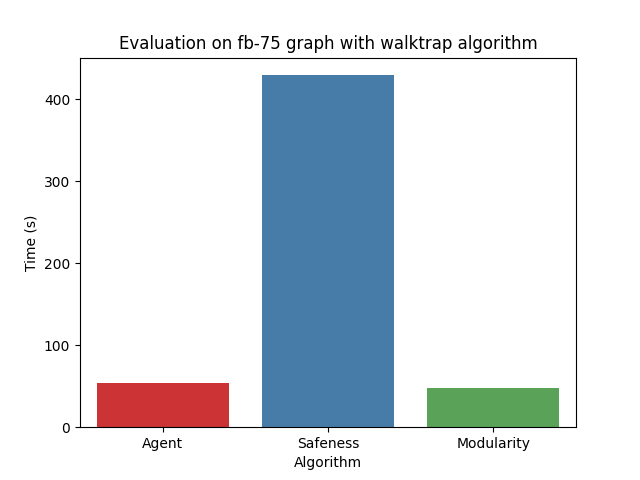 Evaluation on fb-75 graph with walktrap algorithm
Time (s)
400
300
200
100
0
Agent
Safeness
Modularity
Algorithm